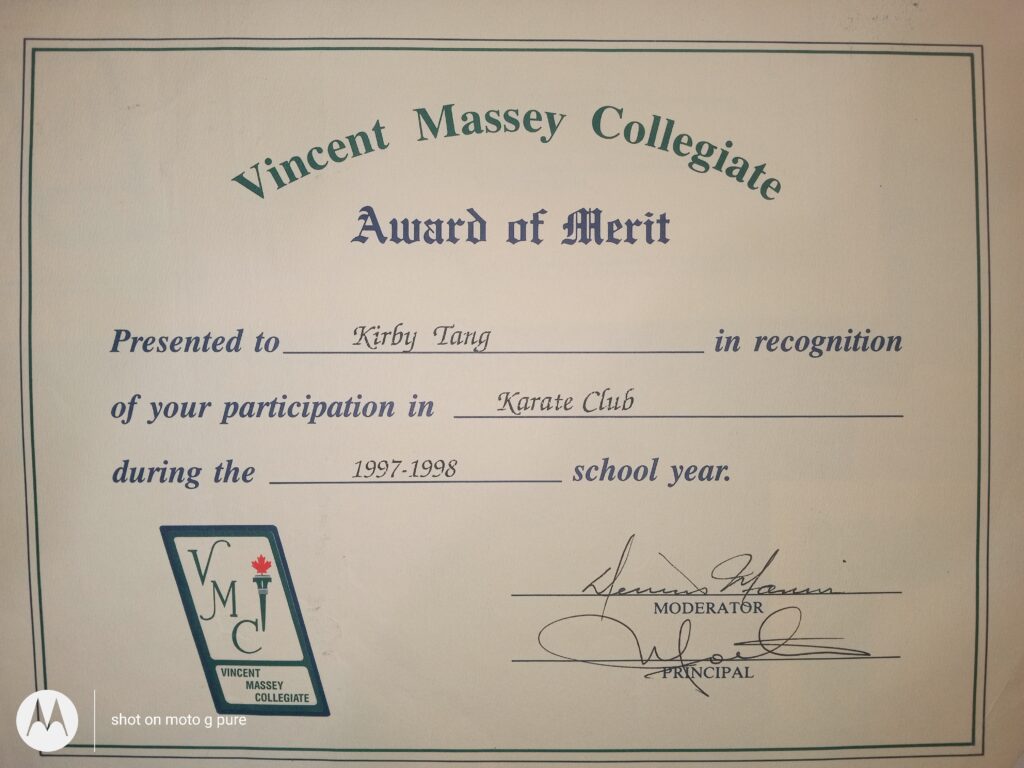 Vincent Massey Collegiate
Award of Merit
Presented to Kirby Tang in recognition
of your participation in Karate Club
during the 1997-1998 school year.
VMC
VINCENT
MASSEY
COLLEGIATE
Dennis
MODERATOR
PRINCIPAL
shot on moto g pure